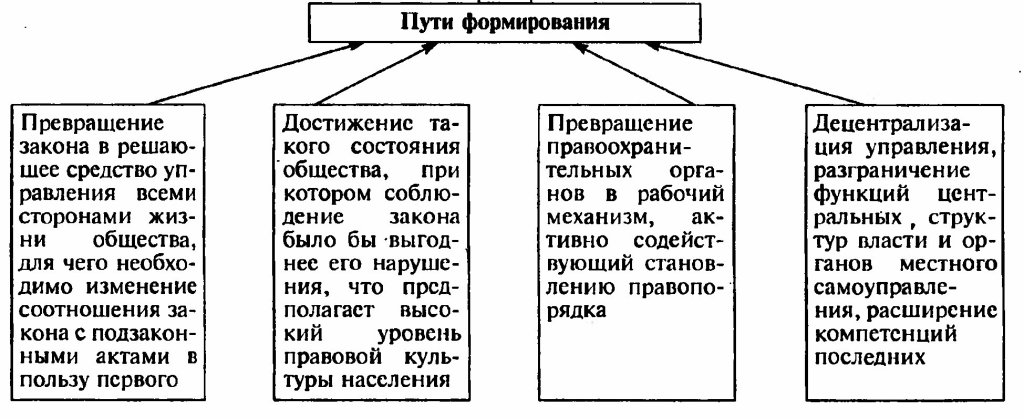 Пути формирования
Превращение
закона в решаю-
щее средство уп-
равления всеми
сторонами жиз-
ни общества,
для чего необхо-
димо изменение
соотношения за-
кона с подзакон-
ными актами в
пользу первого
Достижение та-
кого состояния
общества, при
котором соблю-
дение закона
было бы выгод-
нее его наруше-
ния, что пред-
полагает высо-
кий уровень
правовой куль-
туры населения
Превращение
правоохрани-
тельных орга-
нов в рабочий
механизм, ак-
тивно содейст-
вующий станов-
лению правопо-
рядка
Децентрализа-
ция управления,
разграничение
функций цент-
ральных, струк-
тур власти и ор-
ганов местного
самоуправле-
ния, расширение
компетенций
последних